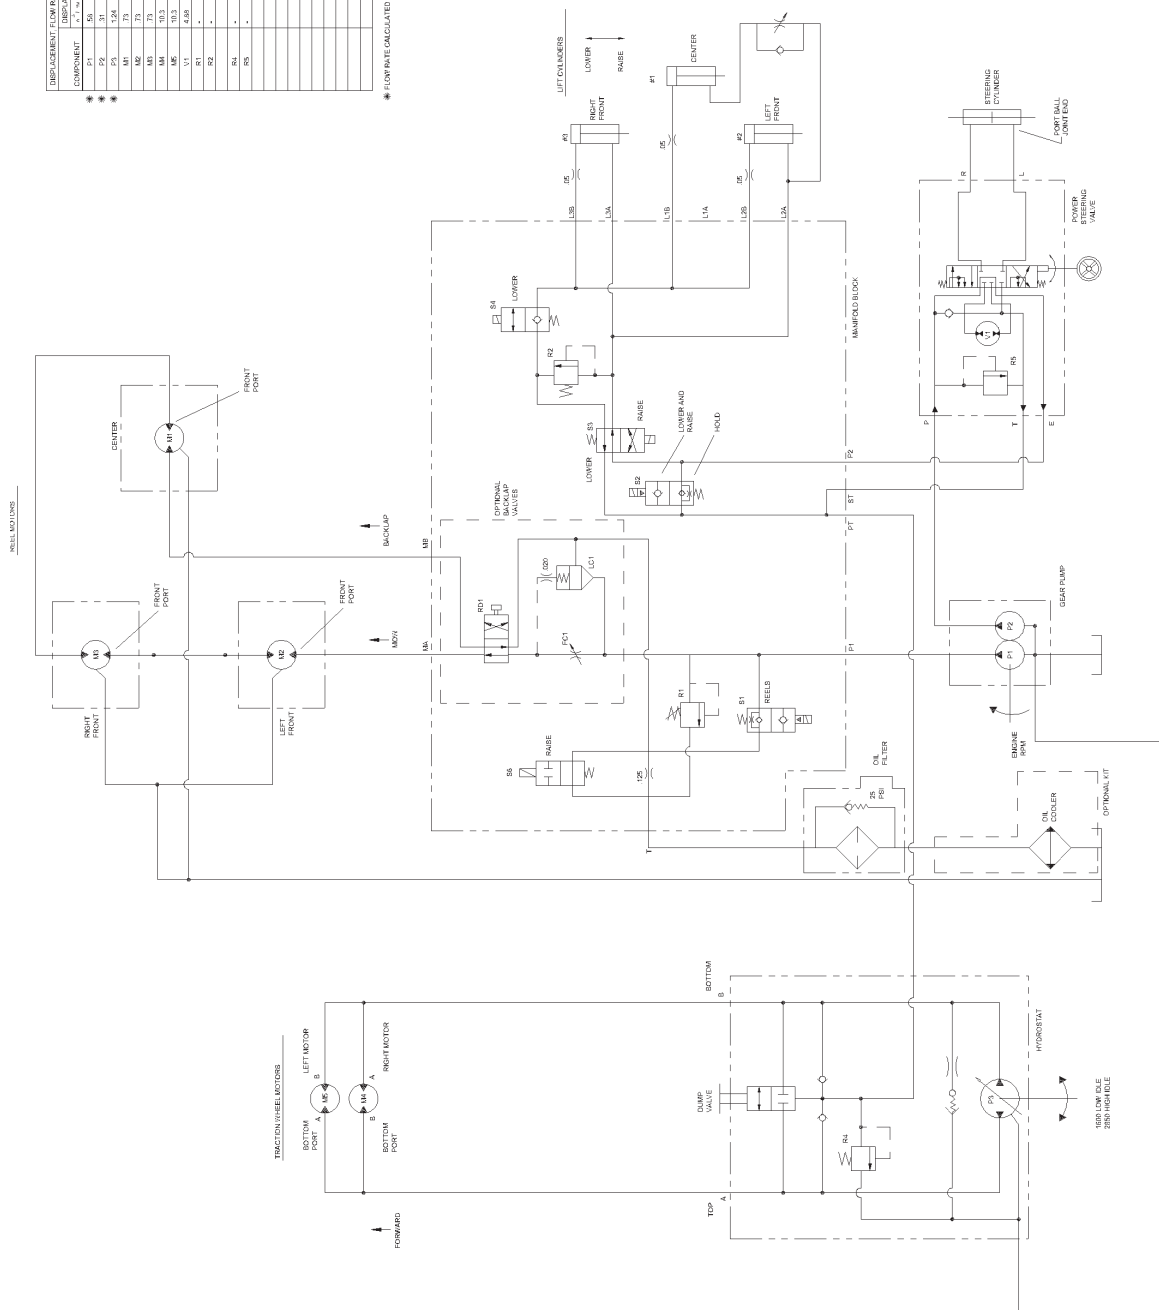 DISPLACEMENT, FLOW R
COMPONENT
DISPLA
P1 .58
P2 .31
P3 1.24
M1 .73
M2 .73
M3 .73
M4 10.3
M5 10.3
V1 4.88
R1 -
R2 -
R4 -
R5 -
FLOW RATE CALCULATED
LIFT CYLINDERS
LOWER
RAISE
#1
CENTER
#3
RIGHT
FRONT
#2
LEFT
FRONT
.05
.05
.05
L3B
L3A
L1B
L1A
L2B
L2A
STEERING
CYLINDER
PORT BALL
JOINT END
R
L
POWER
STEERING
VALVE
V1
R5
P
T
E
MANIFOLD BLOCK
S4
LOWER
R2
S3
RAISE
LOWER
LOWER AND
RAISE
HOLD
S2
P2
ST
PT
OPTIONAL
BACKLAP
VALVES
RD1
.020
LC1
FC1
MB
MA
BACKLAP
MOW
REEL MOTORS
CENTER
M1
FRONT
PORT
M3
FRONT
PORT
M2
FRONT
PORT
RIGHT
FRONT
LEFT
FRONT
P1
GEAR PUMP
P2
P1
ENGINE
RPM
R1
S1
REELS
S6
RAISE
.125
T
OIL
FILTER
25
PSI
OIL
COOLER
OPTIONAL KIT
TRACTION WHEEL MOTORS
LEFT MOTOR
B
M5
A
BOTTOM
PORT
RIGHT MOTOR
A
M4
B
BOTTOM
PORT
FORWARD
BOTTOM
B
TOP
A
DUMP
VALVE
R4
P3
HYDROSTAT
1600 LOW IDLE
2850 HIGH IDLE